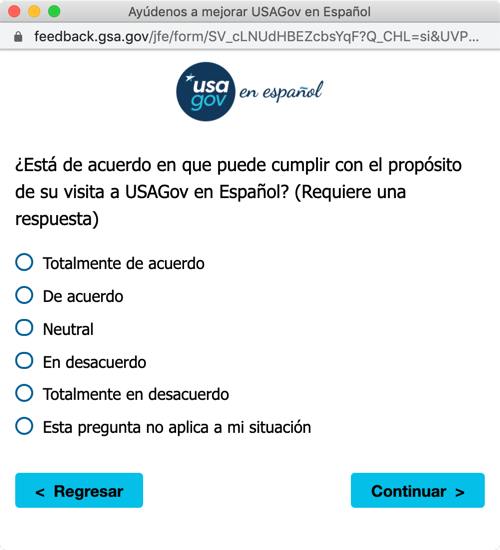 Ayúdenos a mejorar USAGov en Español
feedback.gsa.gov/jfe/form/SV_cLNUdHBEZcbsYqF?Q_CHL=si&UVP...
usa
gov
en español
¿Está de acuerdo en que puede cumplir con el propósito
de su visita a USAGov en Español? (Requiere una
respuesta)
Totalmente de acuerdo
De acuerdo
Neutral
En desacuerdo
Totalmente en desacuerdo
Esta pregunta no aplica a mi situación
< Regresar
Continuar >